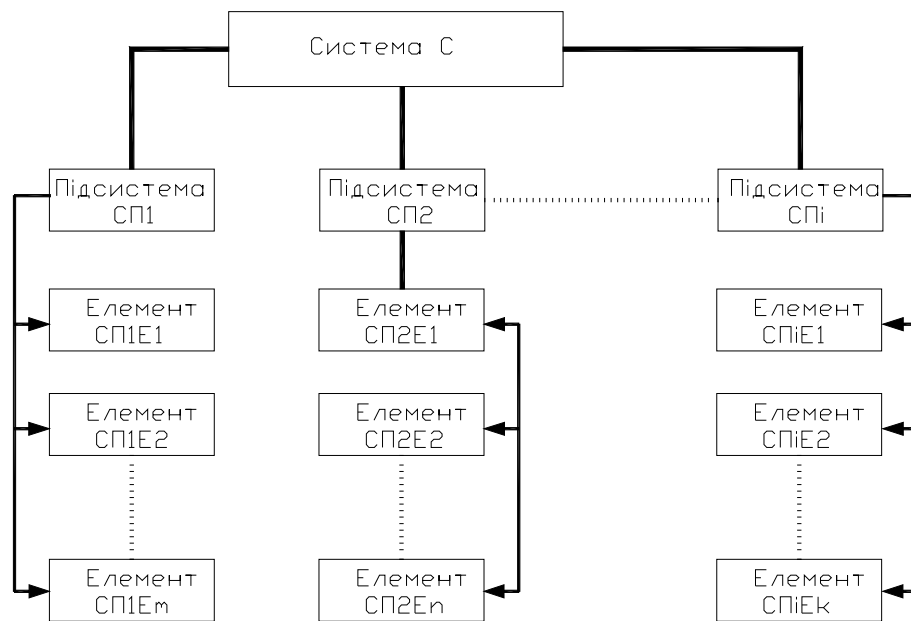 Система С
Підсистема
СП1
Підсистема
СП2
Підсистема
СПі
Елемент
СП1Е1
Елемент
СП2Е1
Елемент
СПіЕ1
Елемент
СП1Е2
Елемент
СП2Е2
Елемент
СПіЕ2
Елемент
СП1Еm
Елемент
СП2Еn
Елемент
СПіЕk